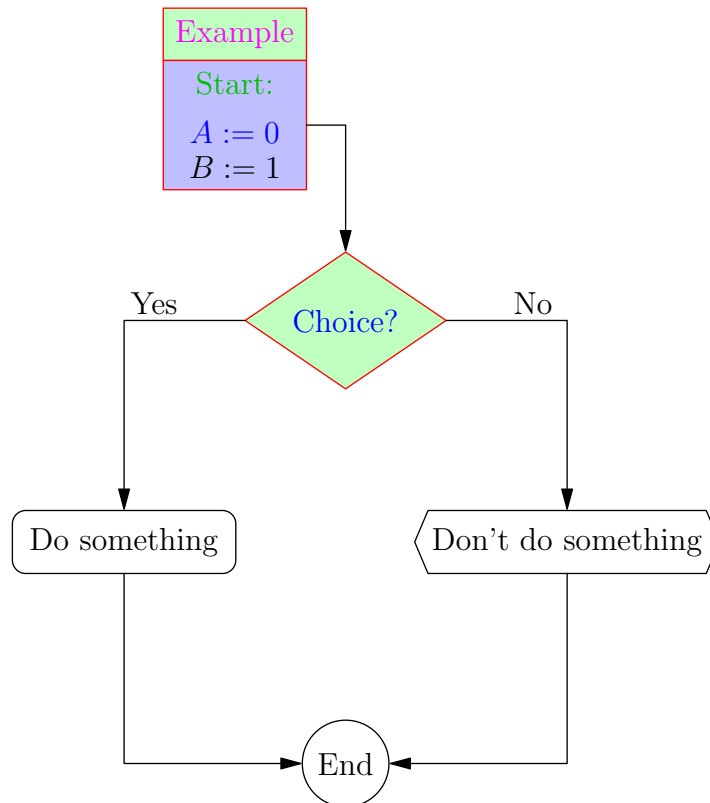 Example
Start:
A := 0
B := 1
Yes
No
Choice?
Do something
Don't do something
End